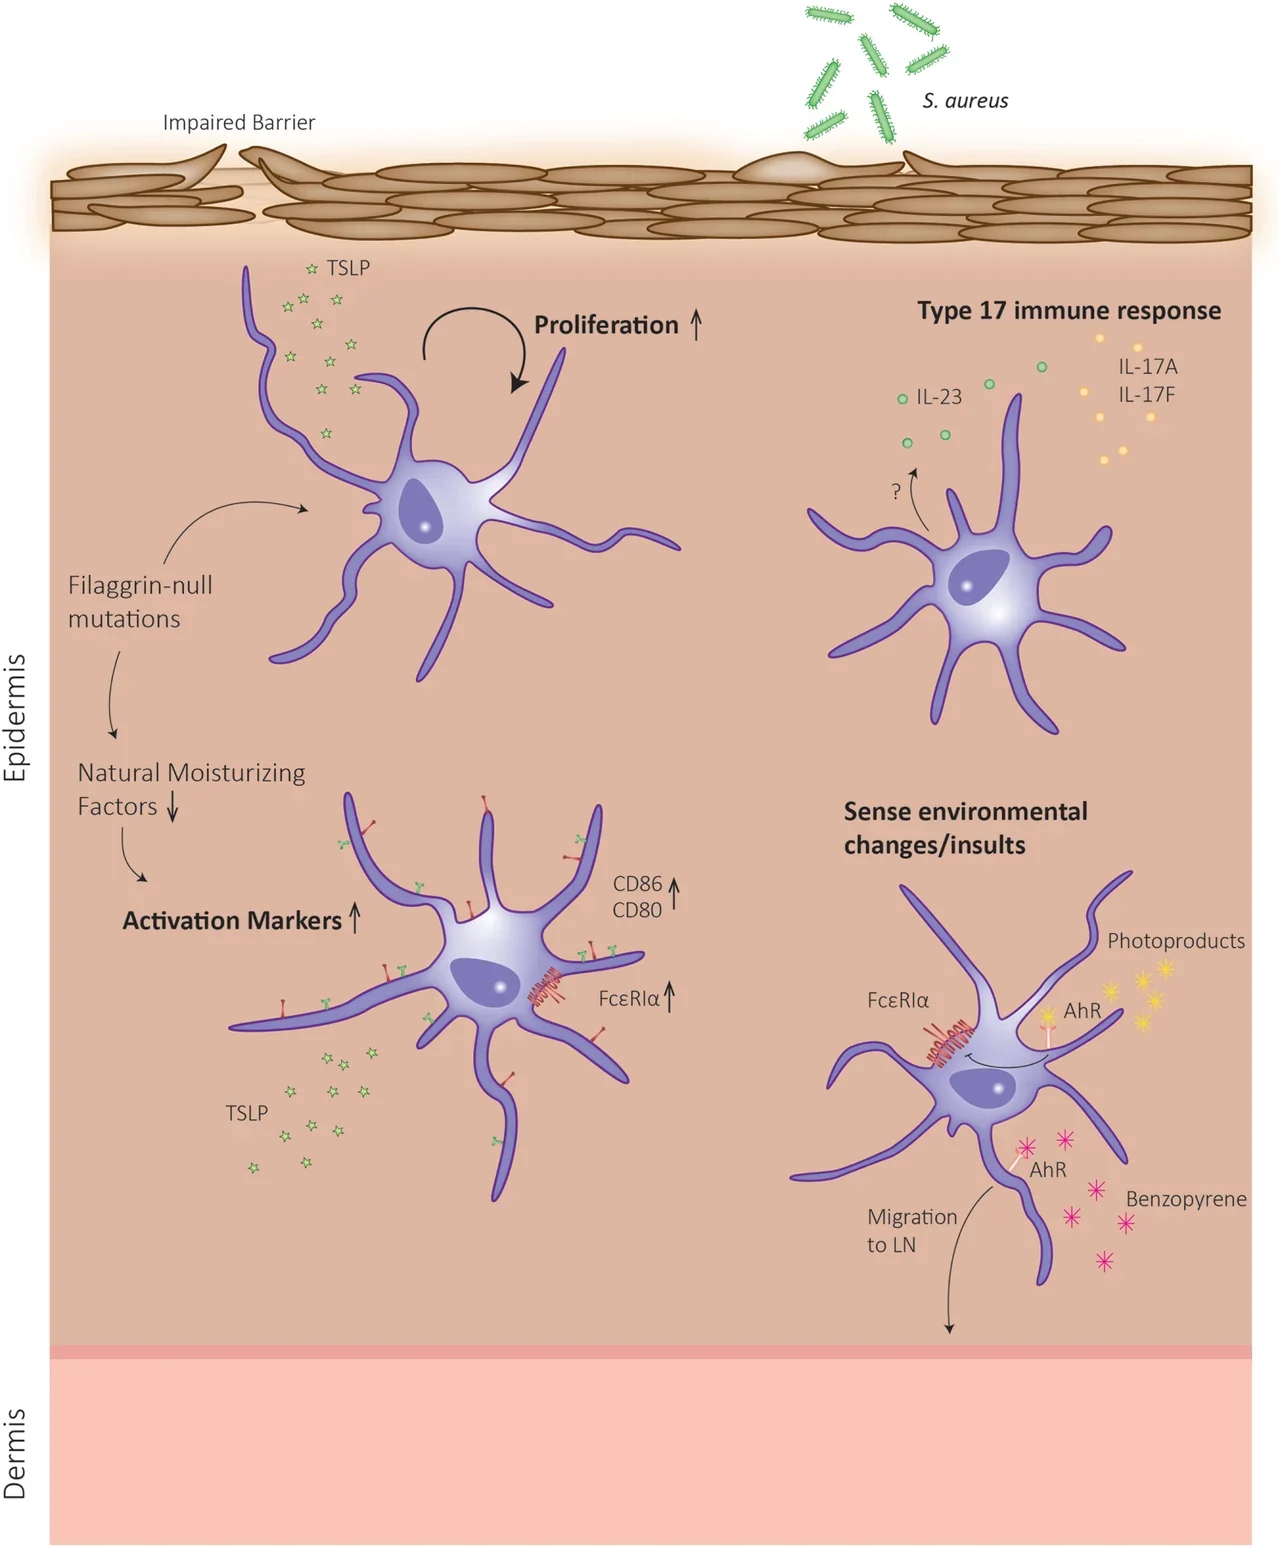 S. aureus
Impaired Barrier
TSLP
Proliferation ↑
Type 17 immune response
IL-17A
IL-17F
IL-23
?
Filaggrin-null
mutations
Epidermis
Natural Moisturizing
Factors ↓
Activation Markers ↑
CD86 ↑
CD80
FcεRIα ↑
TSLP
Sense environmental
changes/insults
Photoproducts
FcεRIα
AhR
AhR
Benzopyrene
Migration
to LN
Dermis